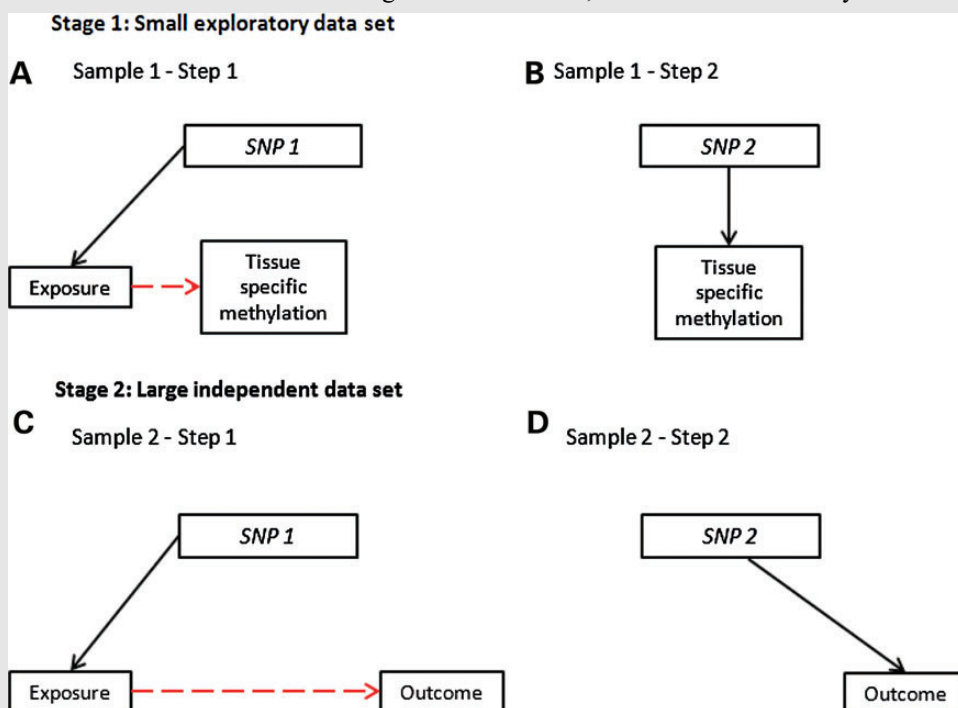 Stage 1: Small exploratory data set
A Sample 1 - Step 1
B Sample 1 - Step 2
SNP 1
SNP 2
Exposure
Tissue
specific
methylation
Tissue
specific
methylation
Stage 2: Large independent data set
C Sample 2 - Step 1
D Sample 2 - Step 2
SNP 1
SNP 2
Exposure
Outcome
Outcome